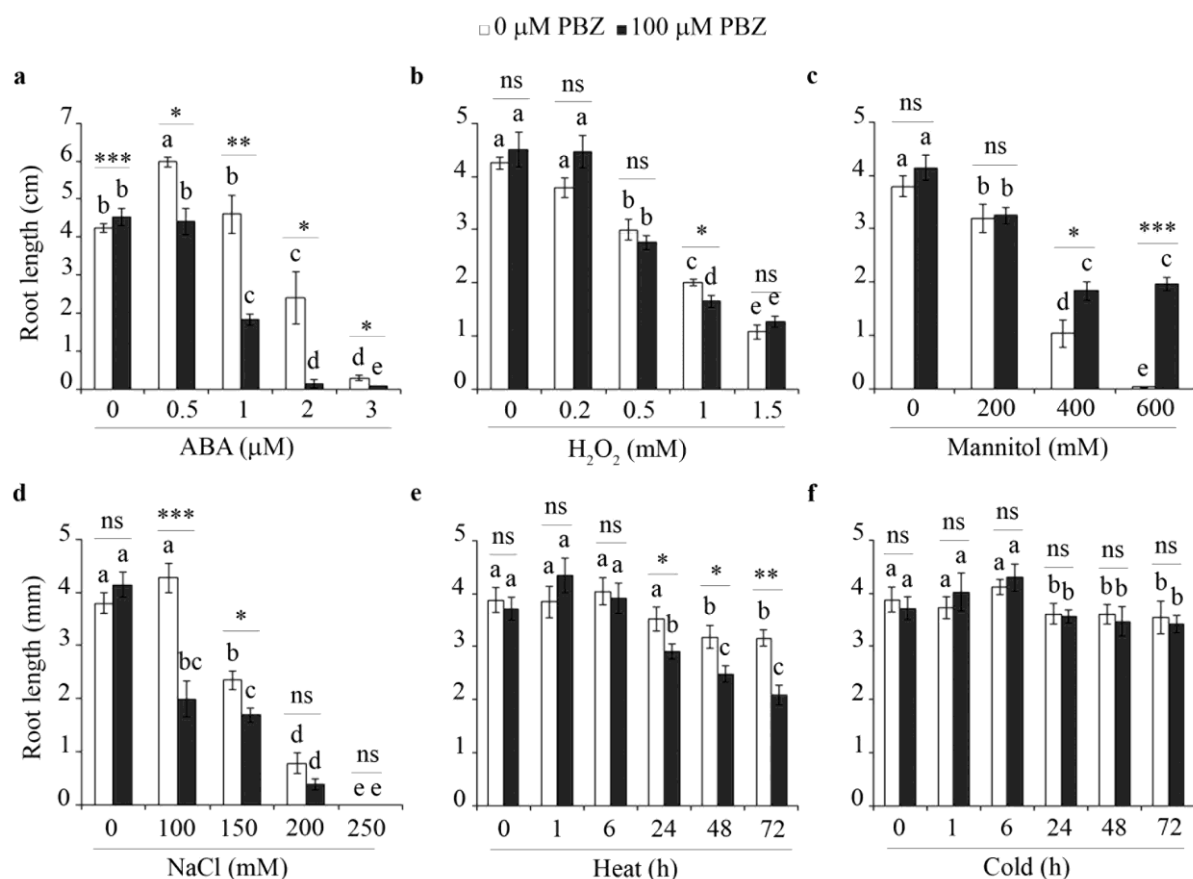 0 µM PBZ 100 µM PBZ
a
Root length (cm)
7
6
5
4
3
2
1
0
*** * ** * *
b b a b b c c d d e
0 0.5 1 2 3
ABA (µM)
b
5
4
3
2
1
0
ns ns ns * ns
a a a a b b c d e e
0 0.2 0.5 1 1.5
H₂O₂ (mM)
c
5
4
3
2
1
0
ns ns * ***
a a b b d c e c
0 200 400 600
Mannitol (mM)
d
Root length (mm)
5
4
3
2
1
0
ns *** * ns ns
a a a bc b c d d e e
0 100 150 200 250
NaCl (mM)
e
5
4
3
2
1
0
ns ns ns * * **
a a a a a a a b b c b c
0 1 6 24 48 72
Heat (h)
f
5
4
3
2
1
0
ns ns ns ns ns ns
a a a a a a b b b b b b
0 1 6 24 48 72
Cold (h)